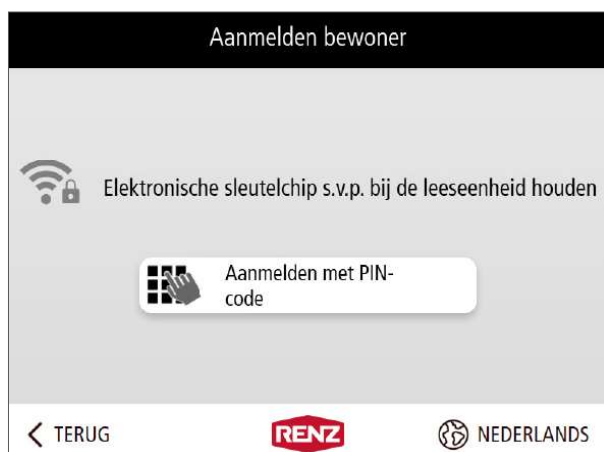 Aanmelden bewoner
Elektronische sleutelchip s.v.p. bij de leeseenheid houden
Aanmelden met PIN-
code
TERUG
RENZ
NEDERLANDS